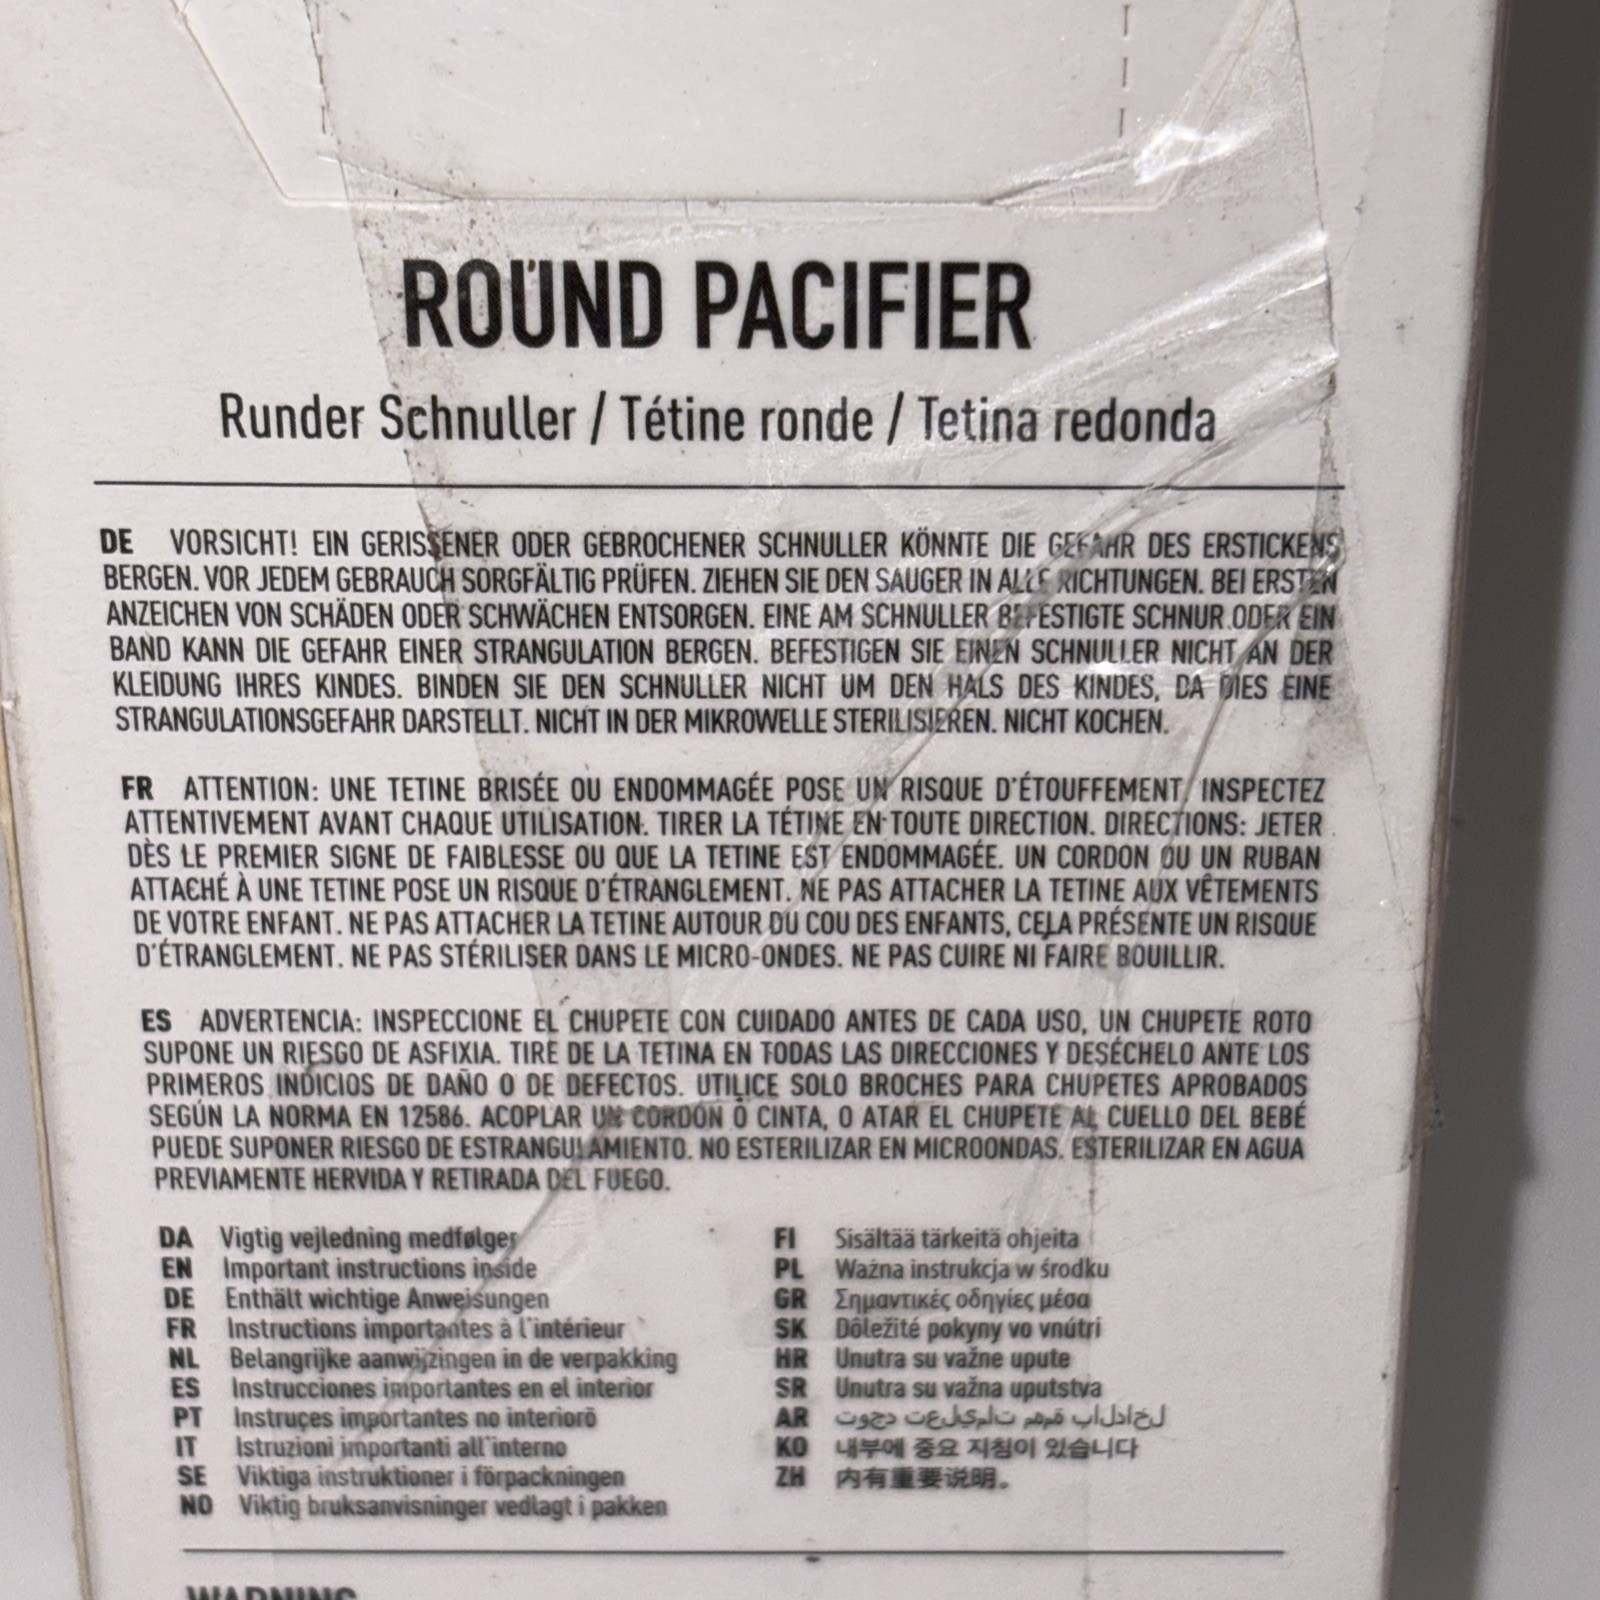 ROUND PACIFIER
Runder Schnuller / Tétine ronde / Tetina redonda
DE VORSICHT! EIN GERISSENER ODER GEBROCHENER SCHNULLER KÖNNTE DIE GEFAHR DES ERSTICKENS
BERGEN. VOR JEDEM GEBRAUCH SORGFÄLTIG PRÜFEN. ZIEHEN SIE DEN SAUGER IN ALLE RICHTUNGEN. BEI ERSTEN
ANZEICHEN VON SCHÄDEN ODER SCHWÄCHEN ENTSORGEN. EINE AM SCHNULLER BEFESTIGTE SCHNUR ODER EIN
BAND KANN DIE GEFAHR EINER STRANGULATION BERGEN. BEFESTIGEN SIE EINEN SCHNULLER NICHT AN DER
KLEIDUNG IHRES KINDES. BINDEN SIE DEN SCHNULLER NICHT UM DEN HALS DES KINDES, DA DIES EINE
STRANGULATIONSGEFAHR DARSTELLT. NICHT IN DER MIKROWELLE STERILISIEREN. NICHT KOCHEN.
FR ATTENTION: UNE TETINE BRISÉE OU ENDOMMAGÉE POSE UN RISQUE D'ÉTOUFFEMENT, INSPECTEZ
ATTENTIVEMENT AVANT CHAQUE UTILISATION. TIRER LA TÉTINE EN TOUTE DIRECTION. DIRECTIONS: JETER
DÈS LE PREMIER SIGNE DE FAIBLESSE OU QUE LA TETINE EST ENDOMMAGÉE. UN CORDON OU UN RUBAN
ATTACHÉ À UNE TETINE POSE UN RISQUE D'ÉTRANGLEMENT. NE PAS ATTACHER LA TETINE AUX VÊTEMENTS
DE VOTRE ENFANT. NE PAS ATTACHER LA TETINE AUTOUR DU COU DES ENFANTS, CELA PRÉSENTE UN RISQUE
D'ÉTRANGLEMENT. NE PAS STÉRILISER DANS LE MICRO-ONDES. NE PAS CUIRE NI FAIRE BOUILLIR.
ES ADVERTENCIA: INSPECCIONE EL CHUPETE CON CUIDADO ANTES DE CADA USO, UN CHUPETE ROTO
SUPONE UN RIESGO DE ASFIXIA. TIRE DE LA TETINA EN TODAS LAS DIRECCIONES Y DESÉCHELO ANTE LOS
PRIMEROS INDICIOS DE DAÑO O DE DEFECTOS. UTILICE SOLO BROCHES PARA CHUPETES APROBADOS
SEGÚN LA NORMA EN 12586. ACOPLAR UN CORDÓN O CINTA, O ATAR EL CHUPETE AL CUELLO DEL BEBÉ
PUEDE SUPONER RIESGO DE ESTRANGULAMIENTO. NO ESTERILIZAR EN MICROONDAS. ESTERILIZAR EN AGUA
PREVIAMENTE HERVIDA Y RETIRADA DEL FUEGO.
DA Vigtig vejledning medfølger
EN Important instructions inside
DE Enthält wichtige Anweisungen
FR Instructions importantes à l'intérieur
NL Belangrijke aanwijzingen in de verpakking
ES Instrucciones importantes en el interior
PT Instruçes importantes no interiorö
IT Istruzioni importanti all'interno
SE Viktiga instruktioner i förpackningen
NO Viktig bruksanvisninger vedlagt i pakken
FI Sisältää tärkeitä ohjeita
PL Ważna instrukcja w środku
GR Σημαντικές οδηγίες μέσα
SK Dôležité pokyny vo vnútri
HR Unutra su važne upute
SR Unutra su važna uputstva
AR ل خ ا د ل ا ب ة م ه م ت ا م ي ل ع ت د ج و ت
KO 내부에 중요 지침이 있습니다
ZH 内有重要说明。
WARNING